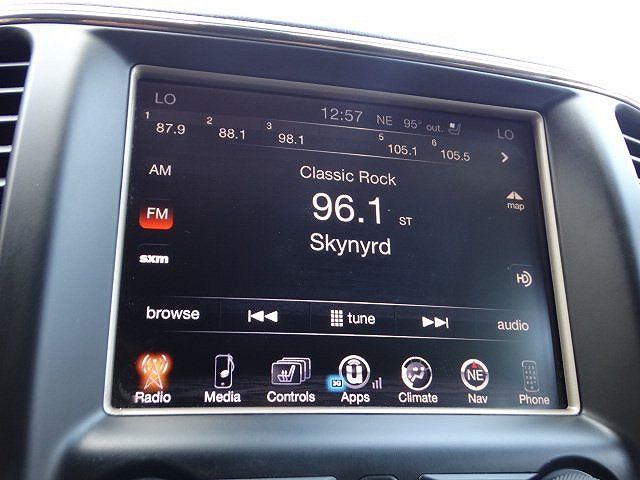 LO 12:57 NE 95° out. LO
1 87.9 2 88.1 3 98.1 5 105.1 6 105.5
AM
Classic Rock
map
FM
96.1 ST
sxm
Skynyrd
HD
browse tune audio
3G
NE
Radio Media Controls Apps Climate Nav Phone